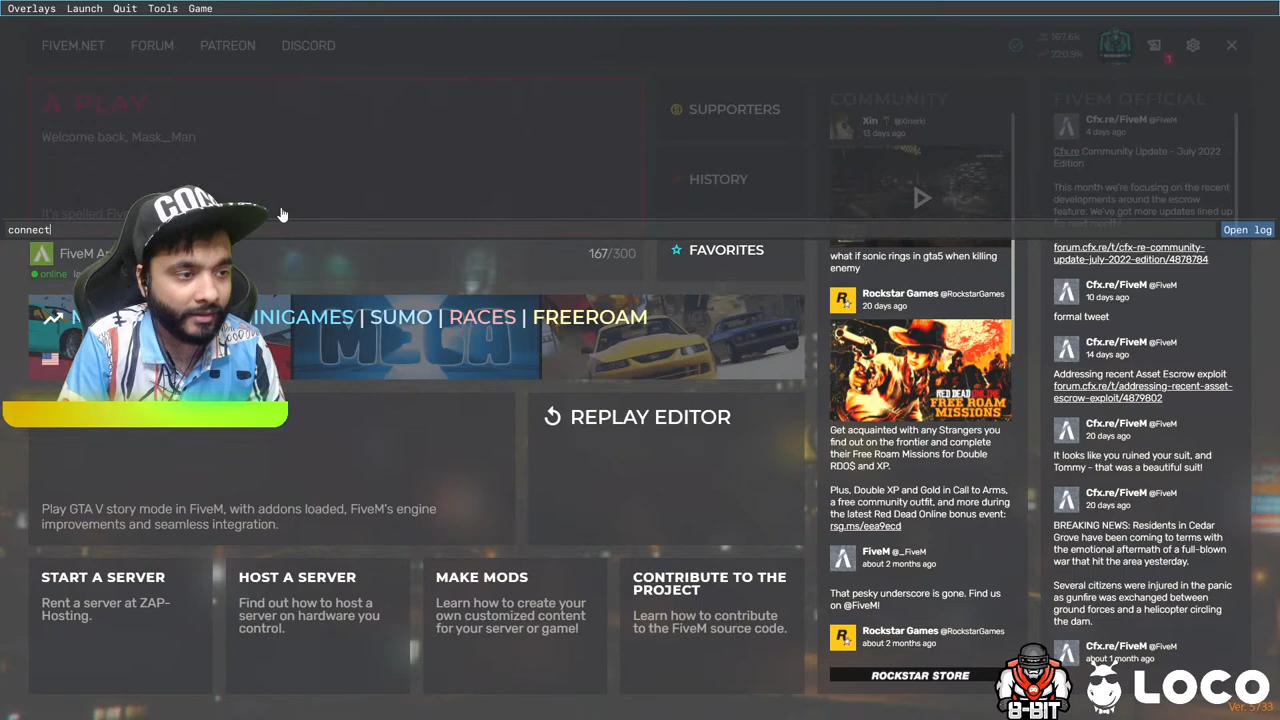 Overlays Launch Quit Tools Game
FIVEM.NET FORUM PATREON DISCORD
167.6k
220.9k
1
PLAY
Welcome back, Mask_Man
It's spelled Five
connect
Open log
FiveM
167/300
online
SUPPORTERS
HISTORY
FAVORITES
INIGAMES | SUMO | RACES | FREEROAM
MEGA
REPLAY EDITOR
Play GTA V story mode in FiveM, with addons loaded, FiveM's engine
improvements and seamless integration.
START A SERVER
Rent a server at ZAP-
Hosting.
HOST A SERVER
Find out how to host a
server on hardware you
control.
MAKE MODS
Learn how to create your
own customized content
for your server or game!
CONTRIBUTE TO THE
PROJECT
Learn how to contribute
to the FiveM source code.
COMMUNITY
Xin @Xinerki
13 days ago
what if sonic rings in gta5 when killing
enemy
Rockstar Games @RockstarGames
20 days ago
RED DEAD ONLINE
FREE ROAM
MISSIONS
Get acquainted with any Strangers you
find out on the frontier and complete
their Free Roam Missions for Double
RDO$ and XP.
Plus, Double XP and Gold in Call to Arms,
a free community outfit, and more during
the latest Red Dead Online bonus event:
rsg.ms/eea9ecd
FiveM @_FiveM
about 2 months ago
That pesky underscore is gone. Find us
on @FiveM!
Rockstar Games @RockstarGames
about 2 months ago
ROCKSTAR STORE
FIVEM OFFICIAL
Cfx.re/FiveM @FiveM
4 days ago
Cfx.re Community Update - July 2022
Edition
This month we're focusing on the recent
developments around the escrow
feature. We've got more updates lined up
forum.cfx.re/t/cfx-re-community-
update-july-2022-edition/4878784
Cfx.re/FiveM @FiveM
10 days ago
formal tweet
Cfx.re/FiveM @FiveM
14 days ago
Addressing recent Asset Escrow exploit
forum.cfx.re/t/addressing-recent-asset-
escrow-exploit/4879802
Cfx.re/FiveM @FiveM
20 days ago
It looks like you ruined your suit, and
Tommy - that was a beautiful suit!
Cfx.re/FiveM @FiveM
20 days ago
BREAKING NEWS: Residents in Cedar
Grove have been coming to terms with
the emotional aftermath of a full-blown
war that hit the area yesterday.
Several citizens were injured in the panic
as gunfire was exchanged between
ground forces and a helicopter circling
the dam.
Cfx.re/FiveM @FiveM
about 1 month ago
8-BIT
LOCO